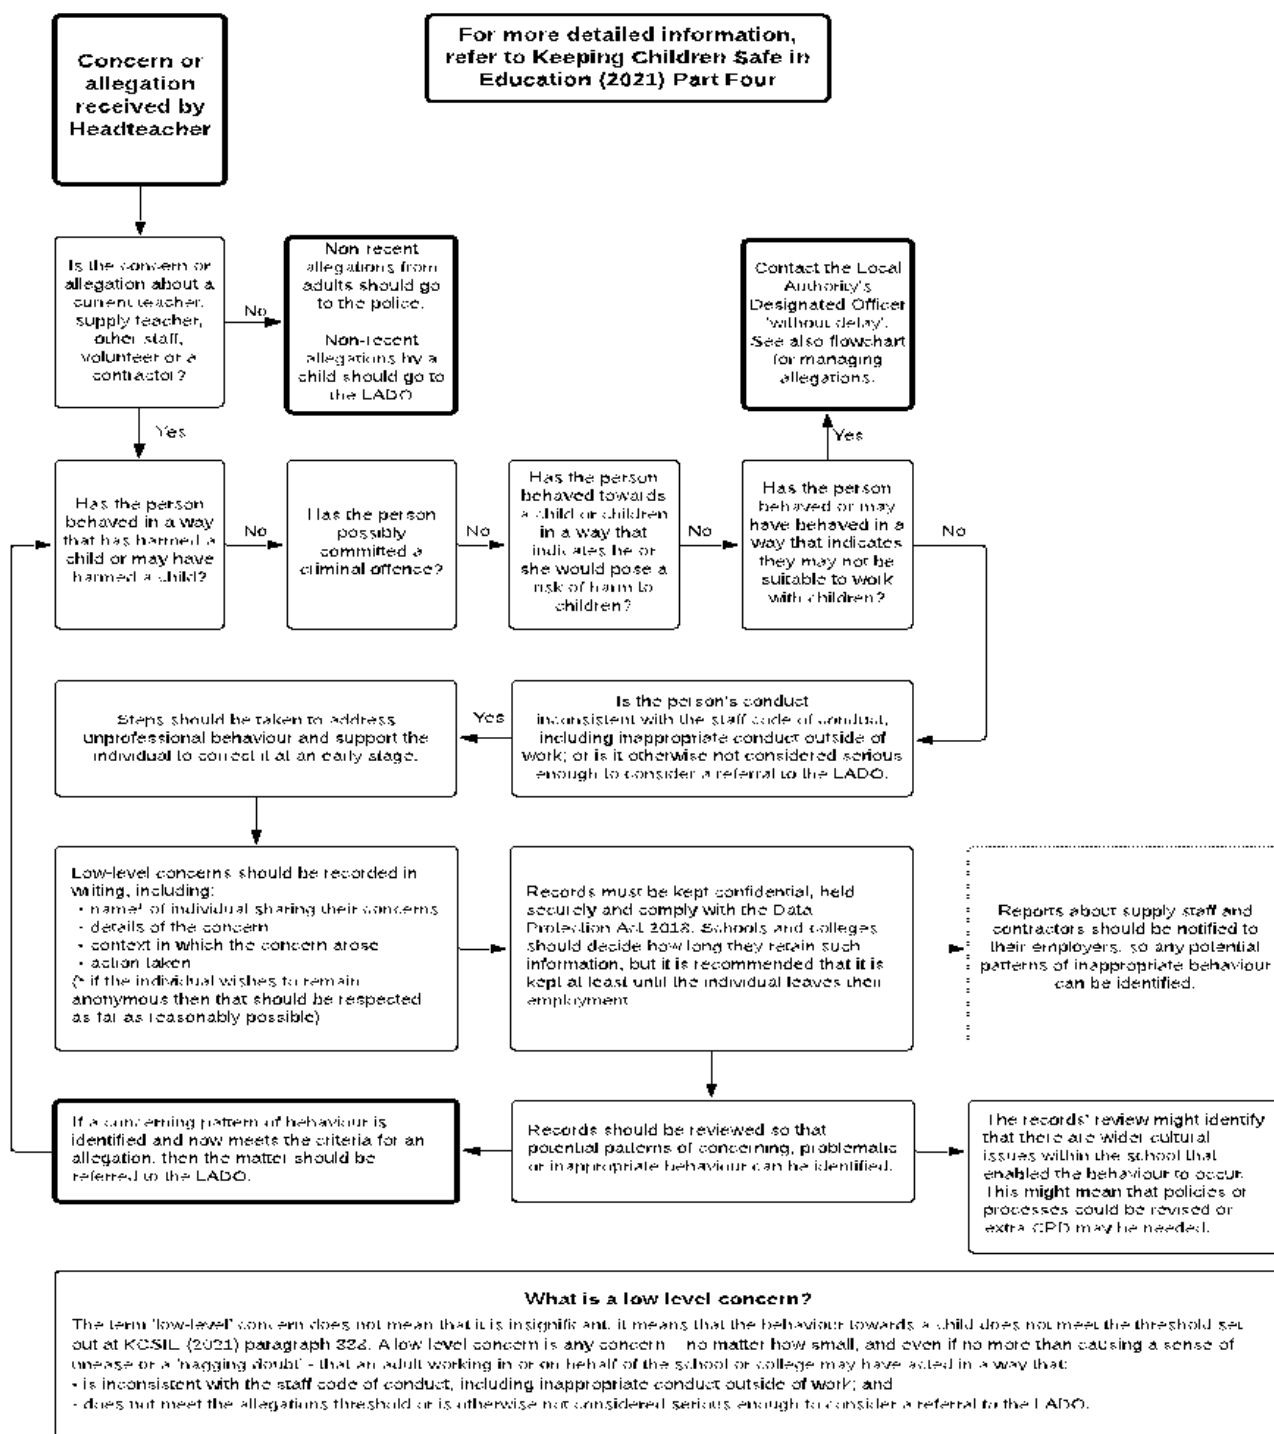 Concern or
allegation
received by
Headteacher
For more detailed information,
refer to Keeping Children Safe in
Education (2021) Part Four
Is the concern or
allegation about a
current teacher,
supply teacher,
other staff,
volunteer or a
contractor?
No
Non recent
allegations from
adults should go
to the police.
Non-recent
allegations by a
child should go to
the LADO
Contact the Local
Authority's
Designated Officer
'without delay'.
See also flowchart
for managing
allegations.
Yes
Yes
Has the person
behaved in a way
that has harmed a
child or may have
harmed a child?
No
Has the person
possibly
committed a
criminal offence?
No
Has the person
behaved towards
a child or children
in a way that
indicates he or
she would pose a
risk of harm to
children?
No
Has the person
behaved or may
have behaved in a
way that indicates
they may not be
suitable to work
with children?
No
Steps should be taken to address
unprofessional behaviour and support the
individual to correct it at an early stage.
Yes
Is the person's conduct
inconsistent with the staff code of conduct,
including inappropriate conduct outside of
work; or is it otherwise not considered serious
enough to consider a referral to the LADO.
Low-level concerns should be recorded in
writing, including:
- name* of individual sharing their concerns
- details of the concern
- context in which the concern arose
- action taken
(* if the individual wishes to remain
anonymous then that should be respected
as far as reasonably possible)
Records must be kept confidential, held
securely and comply with the Data
Protection Act 2018. Schools and colleges
should decide how long they retain such
information, but it is recommended that it is
kept at least until the individual leaves their
employment
Reports about supply staff and
contractors should be notified to
their employers, so any potential
patterns of inappropriate behaviour
can be identified.
If a concerning pattern of behaviour is
identified and now meets the criteria for an
allegation, then the matter should be
referred to the LADO.
Records should be reviewed so that
potential patterns of concerning, problematic
or inappropriate behaviour can be identified.
The records' review might identify
that there are wider cultural
issues within the school that
enabled the behaviour to occur.
This might mean that policies or
processes could be revised or
extra CPD may be needed.
What is a low level concern?
The term 'low-level' concern does not mean that it is insignificant, it means that the behaviour towards a child does not meet the threshold set
out at KCSIE (2021) paragraph 338. A low level concern is any concern – no matter how small, and even if no more than causing a sense of
unease or a 'nagging doubt' - that an adult working in or on behalf of the school or college may have acted in a way that:
- is inconsistent with the staff code of conduct, including inappropriate conduct outside of work; and
- does not meet the allegations threshold or is otherwise not considered serious enough to consider a referral to the LADO.